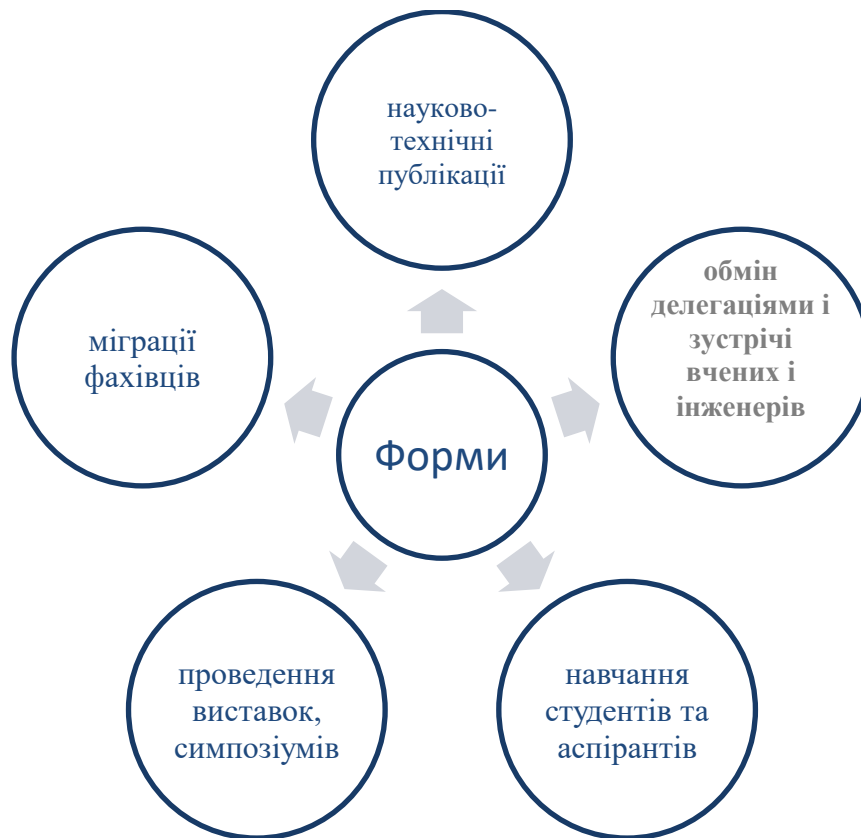 науково-
технічні
публікації
обмін
делегаціями і
зустрічі
вчених і
інженерів
міграції
фахівців
Форми
проведення
виставок,
симпозіумів
навчання
студентів та
аспірантів